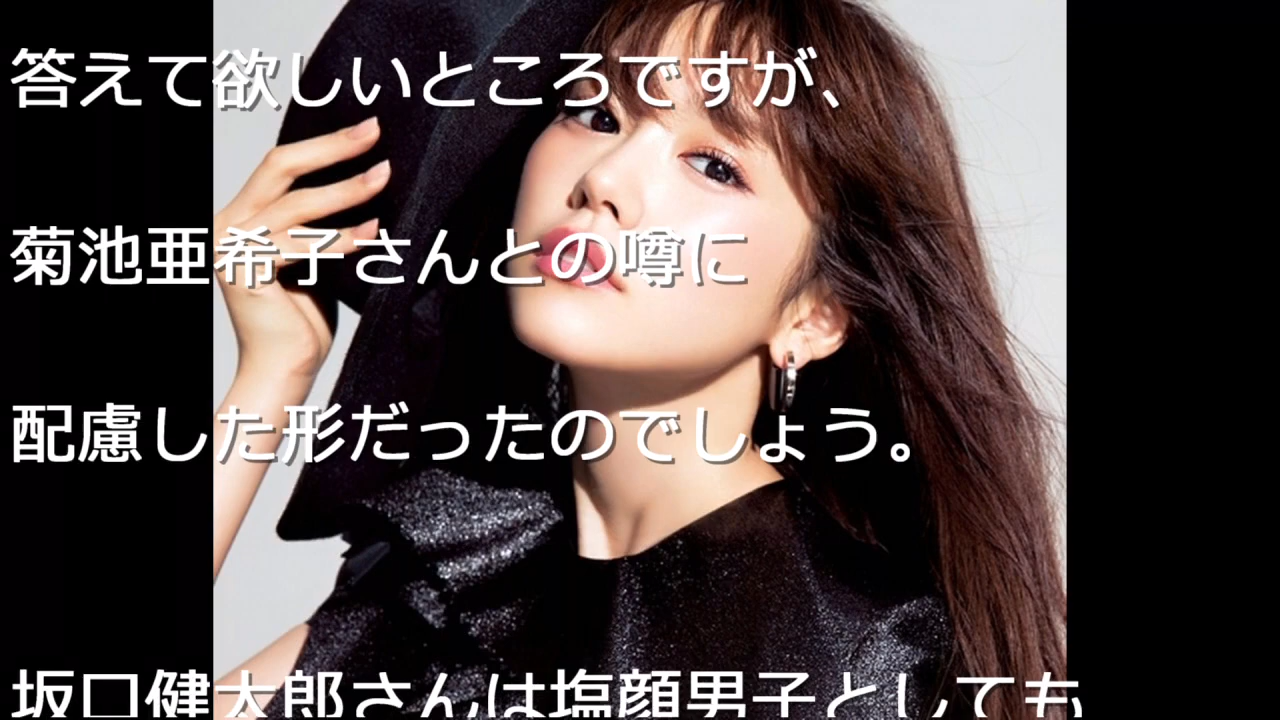 答えて欲しいところですが、
菊池亜希子さんとの噂に
配慮した形だったのでしょう。
坂口健太郎さんは塩顔男子としても